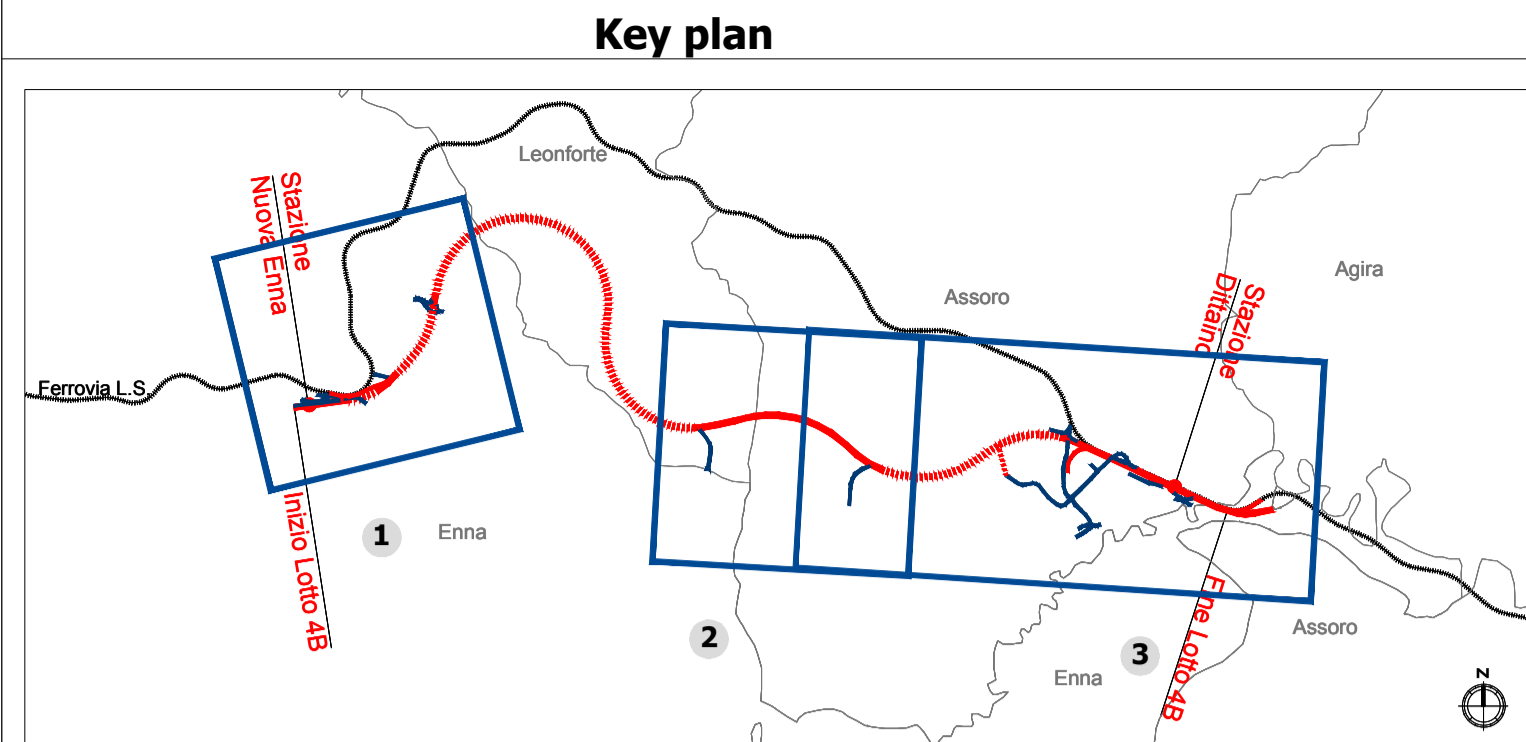 Key plan
Leonforte
Stazione
Nuova Enna
Agira
Assoro
Stazione
Dittaino
Ferrovia L.S.
Inizio Lotto 4B
1
Enna
2
3
Fine Lotto 4B
Assoro
Enna
N